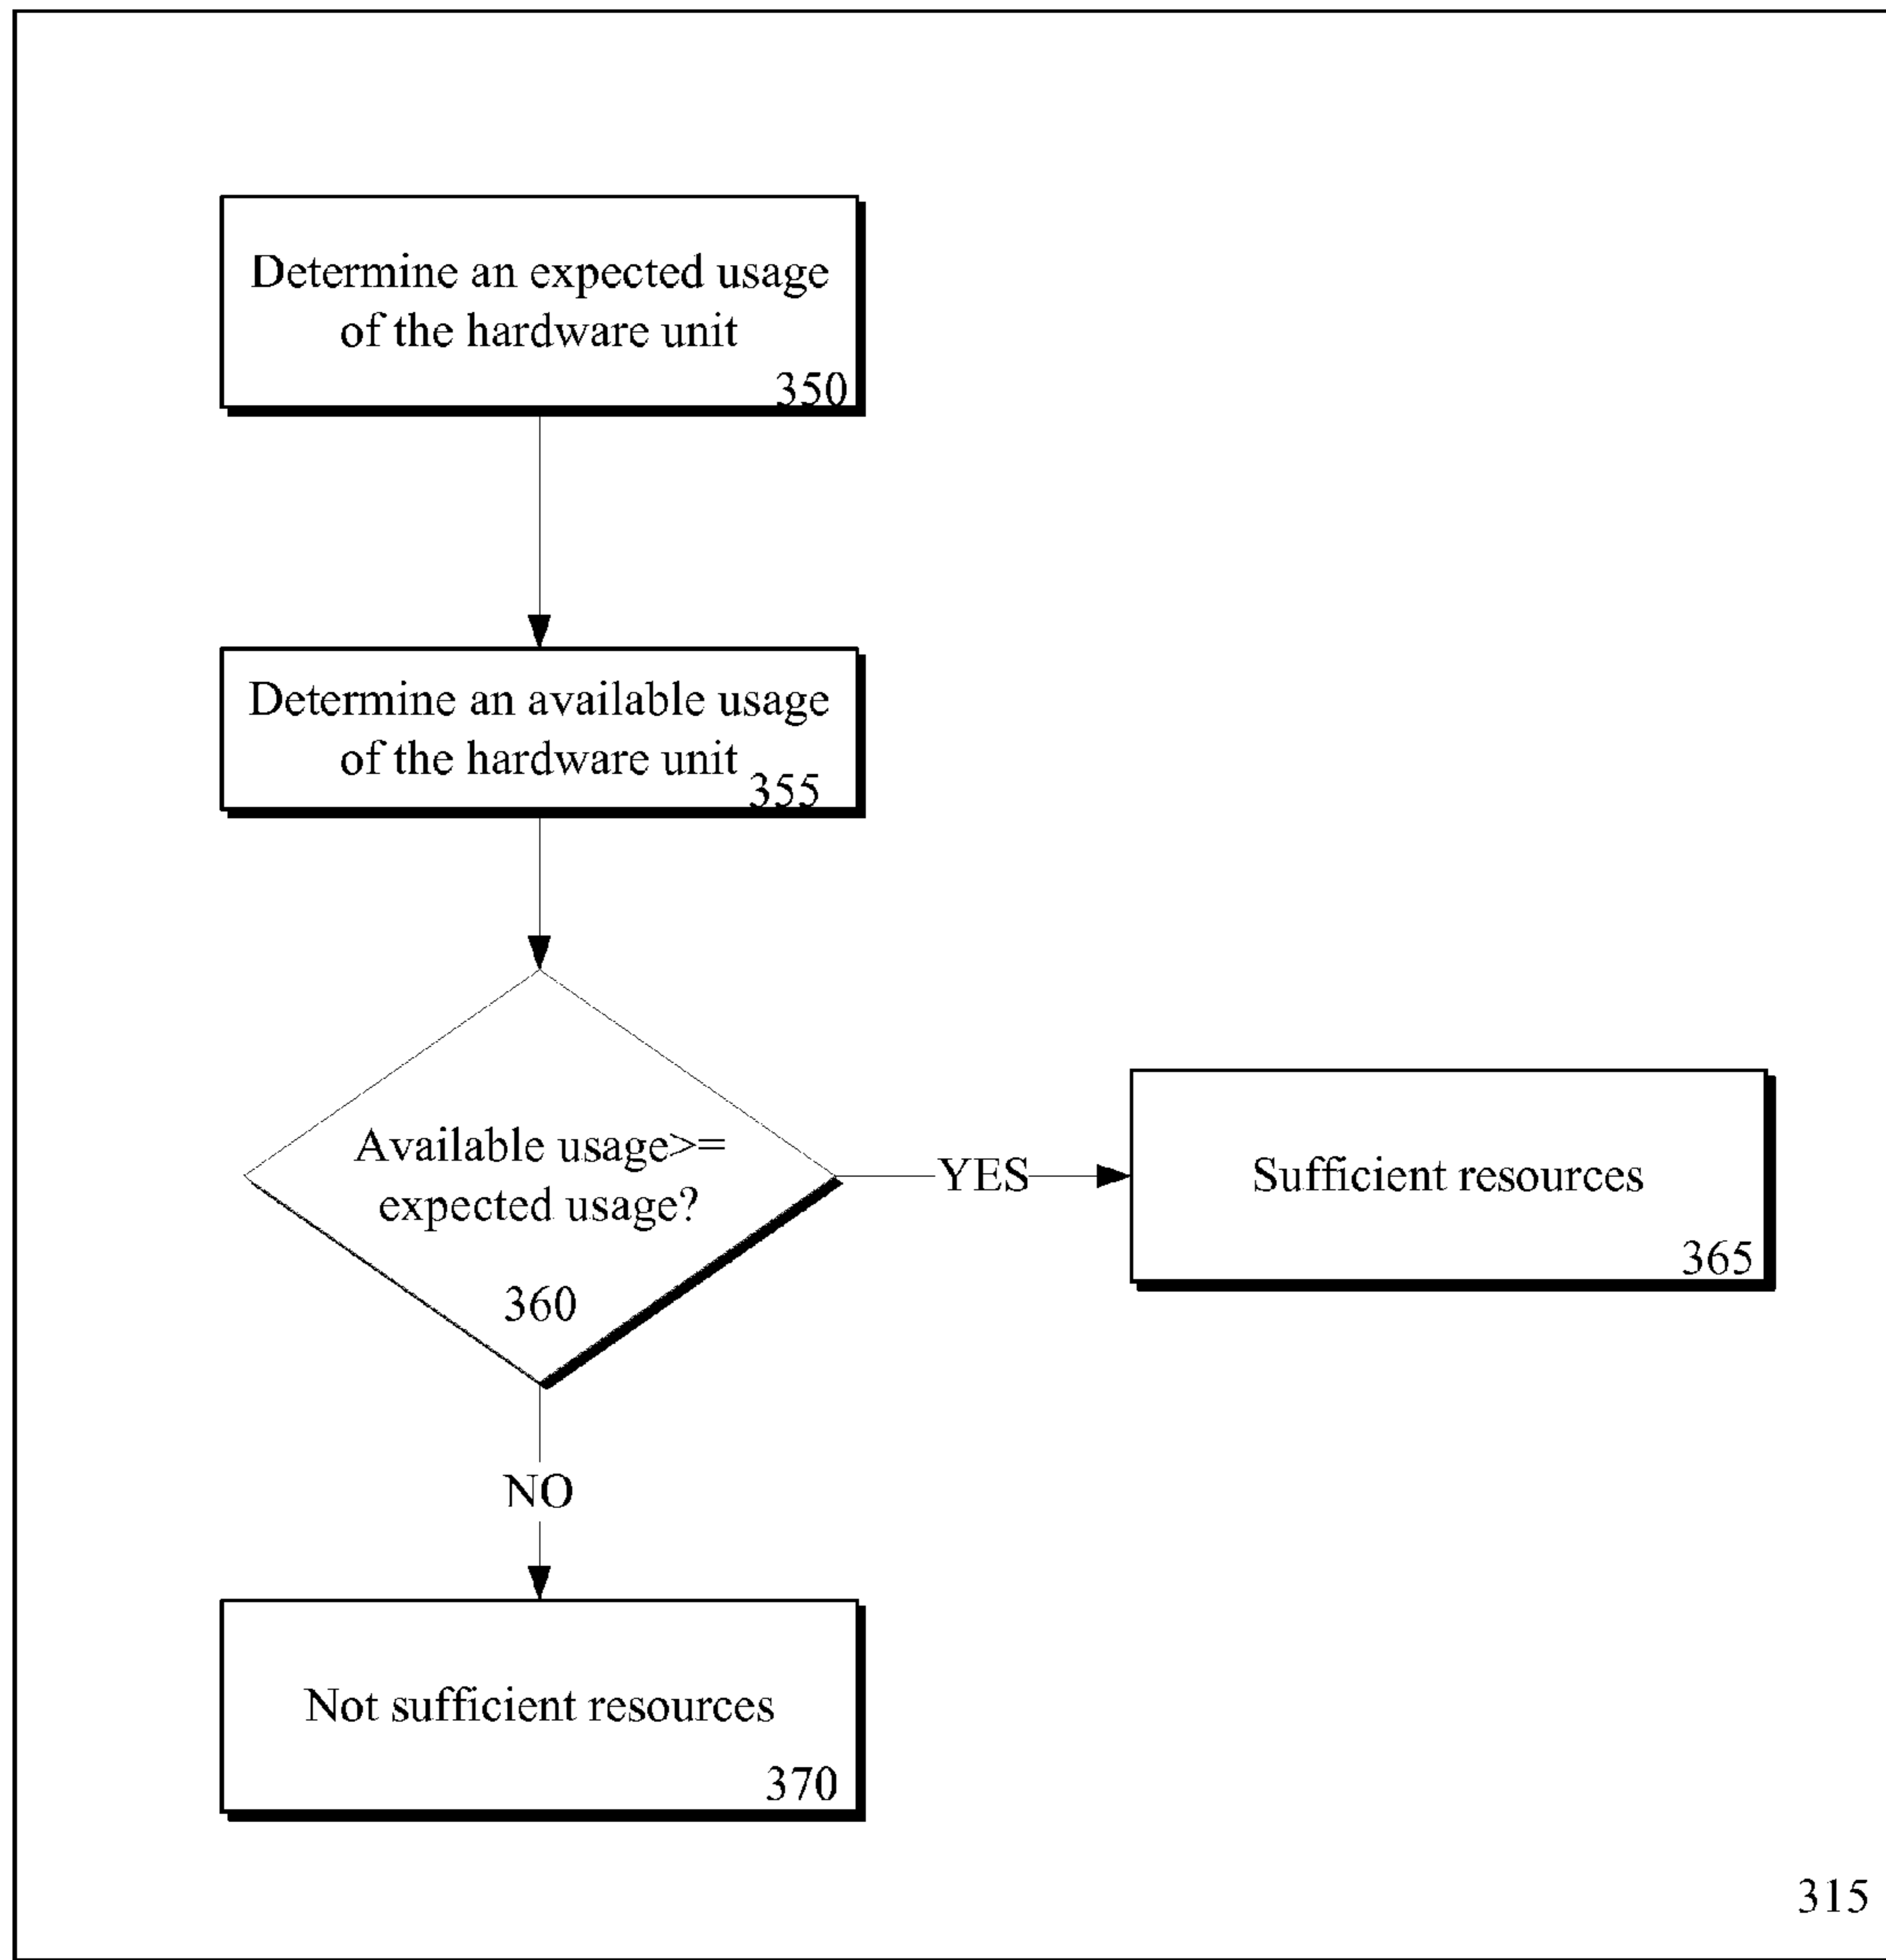 Determine an expected usage
of the hardware unit
350
Determine an available usage
of the hardware unit
355
Available usage>=
expected usage?
360
YES
Sufficient resources
365
NO
Not sufficient resources
370
315